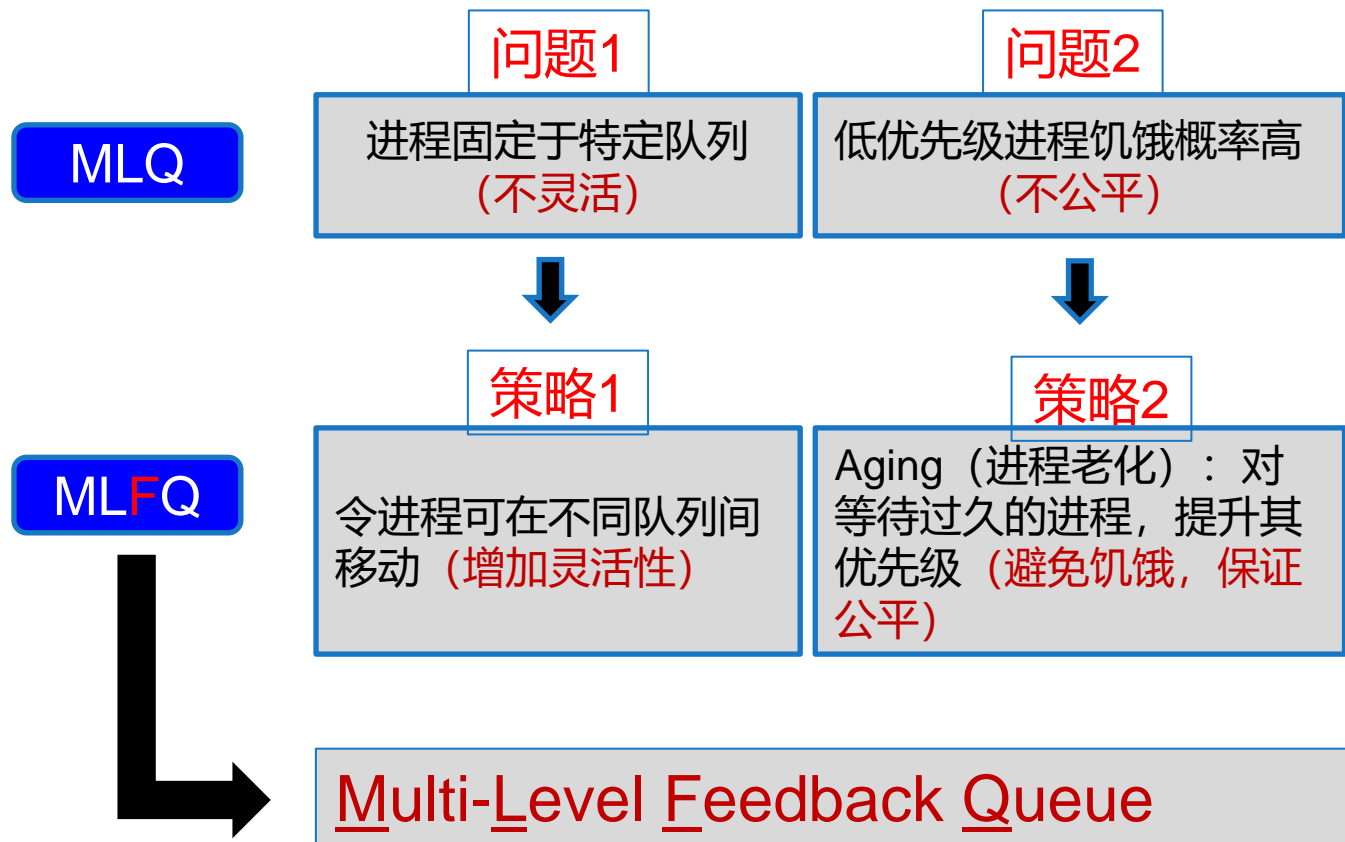 问题1
问题2
MLQ
进程固定于特定队列
（不灵活）
低优先级进程饥饿概率高
（不公平）
策略1
策略2
MLFQ
令进程可在不同队列间
移动（增加灵活性）
Aging（进程老化）：对
等待过久的进程，提升其
优先级（避免饥饿，保证
公平）
Multi-Level Feedback Queue